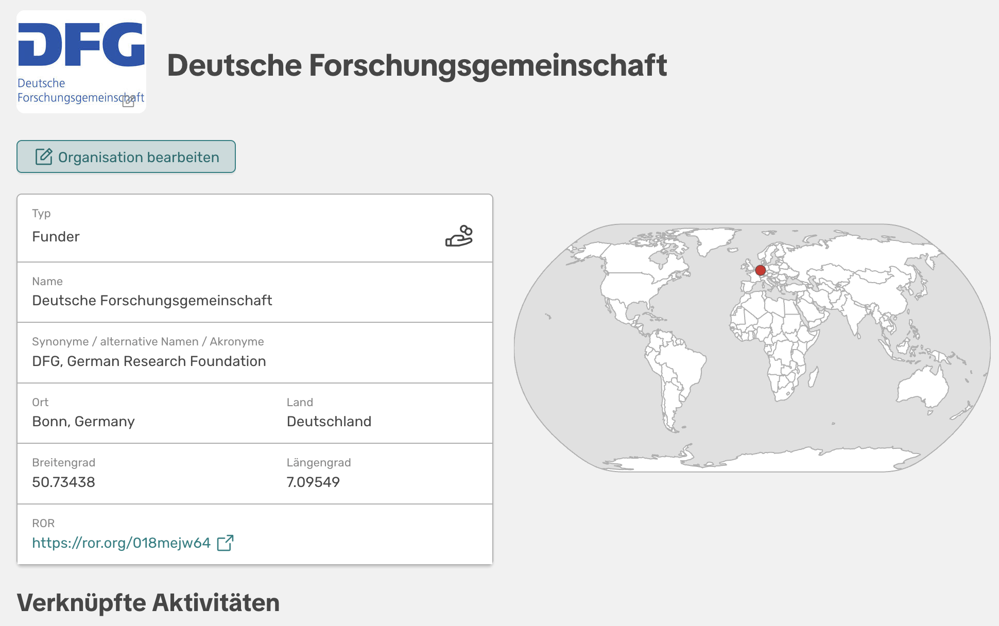 DFG
Deutsche
Forschungsgemeinschaft
Deutsche Forschungsgemeinschaft
Organisation bearbeiten
Typ
Funder
Name
Deutsche Forschungsgemeinschaft
Synonyme / alternative Namen / Akronyme
DFG, German Research Foundation
Ort
Bonn, Germany
Land
Deutschland
Breitengrad
50.73438
Längengrad
7.09549
ROR
https://ror.org/018mejw64
Verknüpfte Aktivitäten